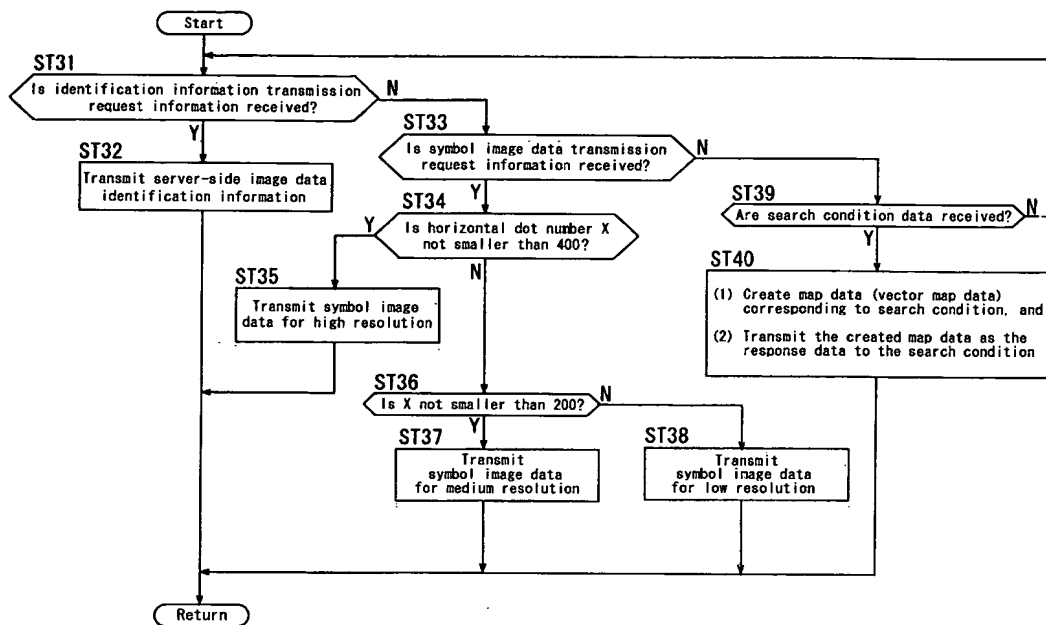 Start
ST31
Is identification information transmission
request information received?
N
Y
ST32
Transmit server-side image data
identification information
ST33
Is symbol image data transmission
request information received?
N
Y
ST34
Is horizontal dot number X
not smaller than 400?
Y
N
ST35
Transmit symbol image
data for high resolution
ST39
Are search condition data received?
N
Y
ST40
(1) Create map data (vector map data)
corresponding to search condition, and
(2) Transmit the created map data as the
response data to the search condition
ST36
Is X not smaller than 200?
N
Y
ST37
Transmit
symbol image data
for medium resolution
ST38
Transmit
symbol image data
for low resolution
Return